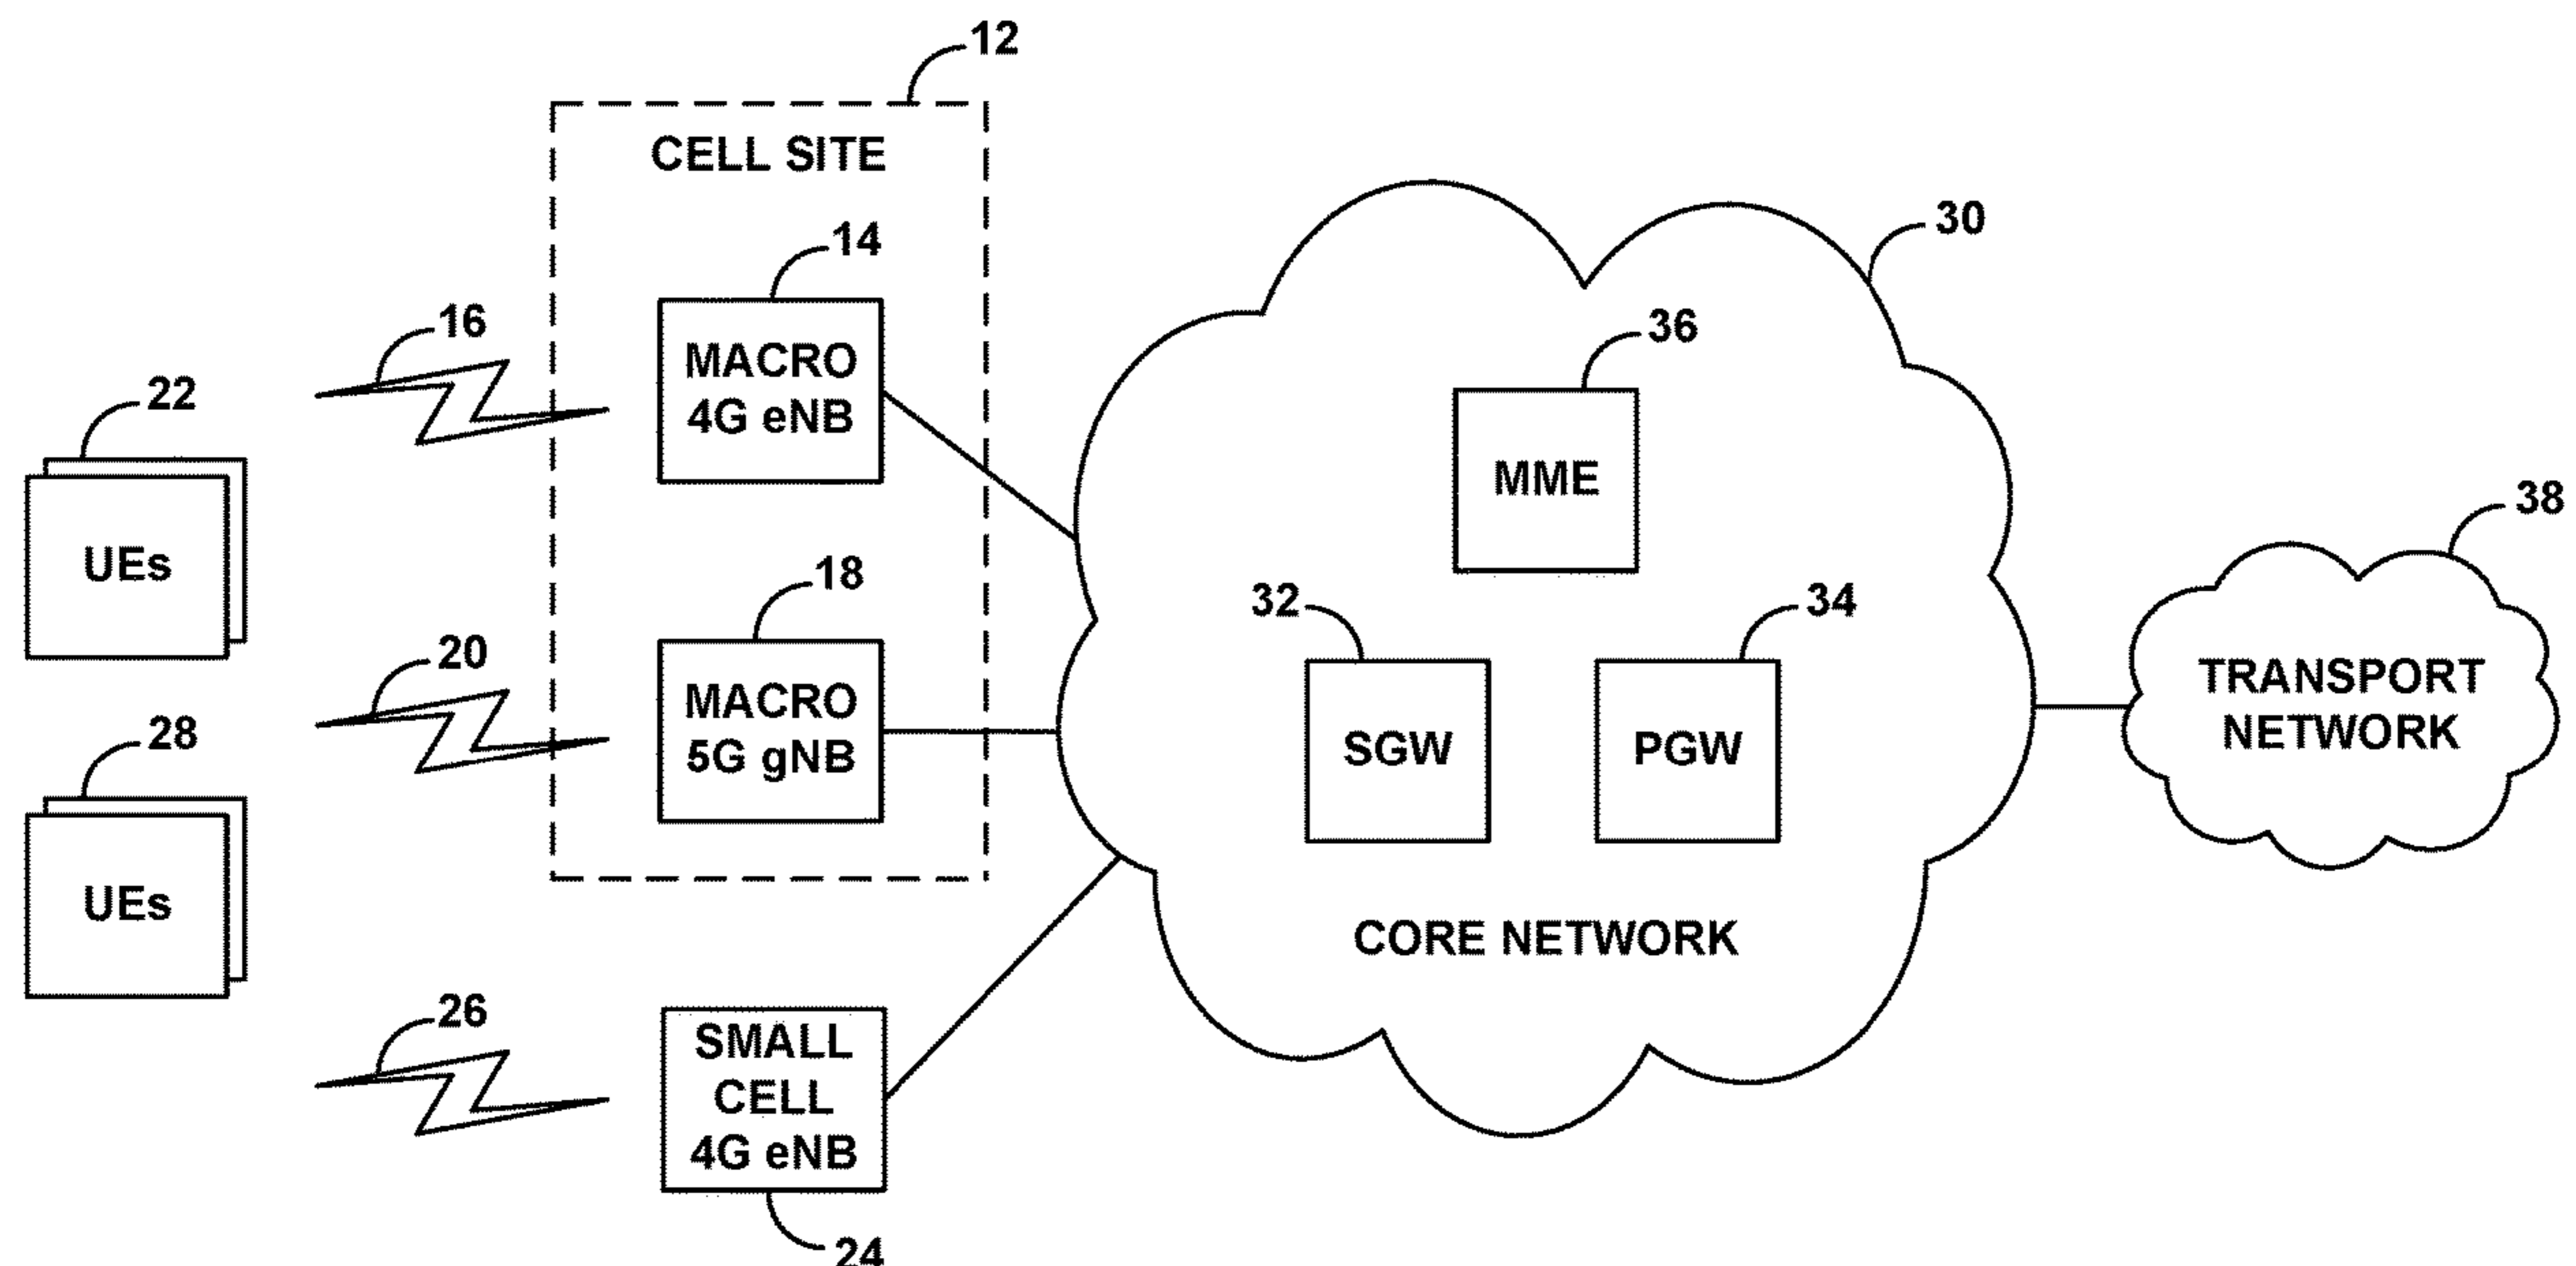 12
CELL SITE
14
MACRO
4G eNB
16
22
UEs
18
MACRO
5G gNB
20
28
UEs
26
SMALL
CELL
4G eNB
24
30
36
MME
32
SGW
34
PGW
CORE NETWORK
38
TRANSPORT
NETWORK